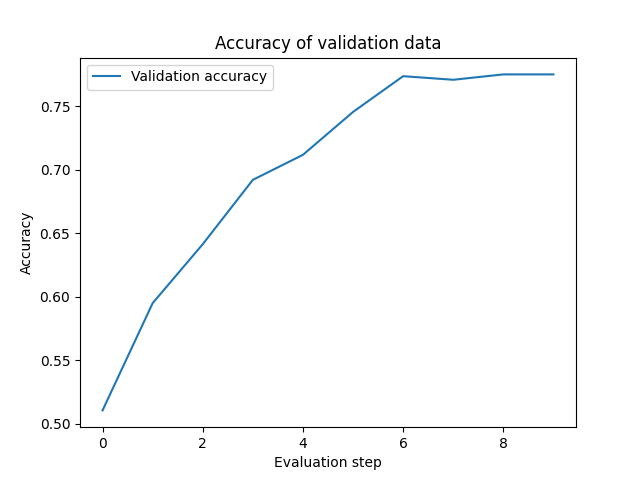 Accuracy of validation data
Validation accuracy
Accuracy
0.75
0.70
0.65
0.60
0.55
0.50
0 2 4 6 8
Evaluation step